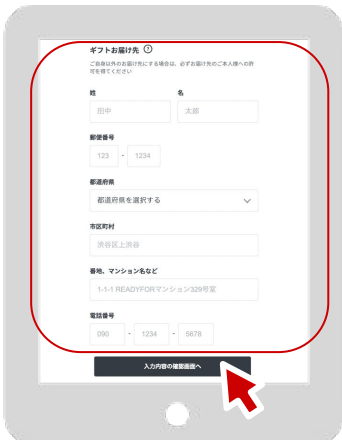 ギフトお届け先 ?
ご自身以外のお届け先にする場合は、必ずお届け先のご本人様への許
可を得てください
姓 名
田中 太郎
郵便番号
123 - 1234
都道府県
都道府県を選択する
市区町村
渋谷区上渋谷
番地、マンション名など
1-1-1 READYFORマンション329号室
電話番号
090 - 1234 - 5678
入力内容の確認画面へ